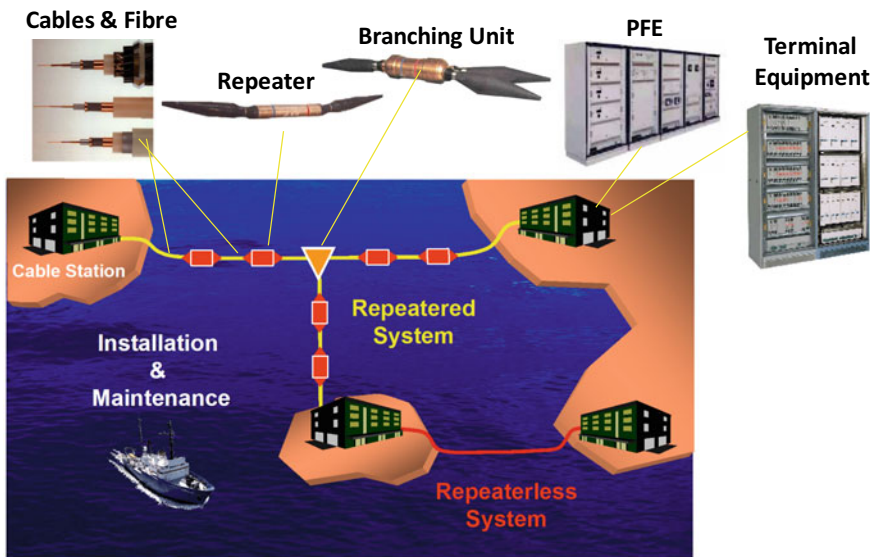 Cables & Fibre
Repeater
Branching Unit
PFE
Terminal
Equipment
Cable Station
Repeatered
System
Installation
&
Maintenance
Repeaterless
System